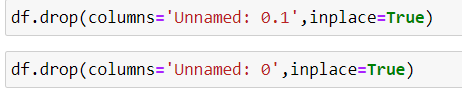 df.drop(columns='Unnamed: 0.1',inplace=True)
df.drop(columns='Unnamed: 0',inplace=True)